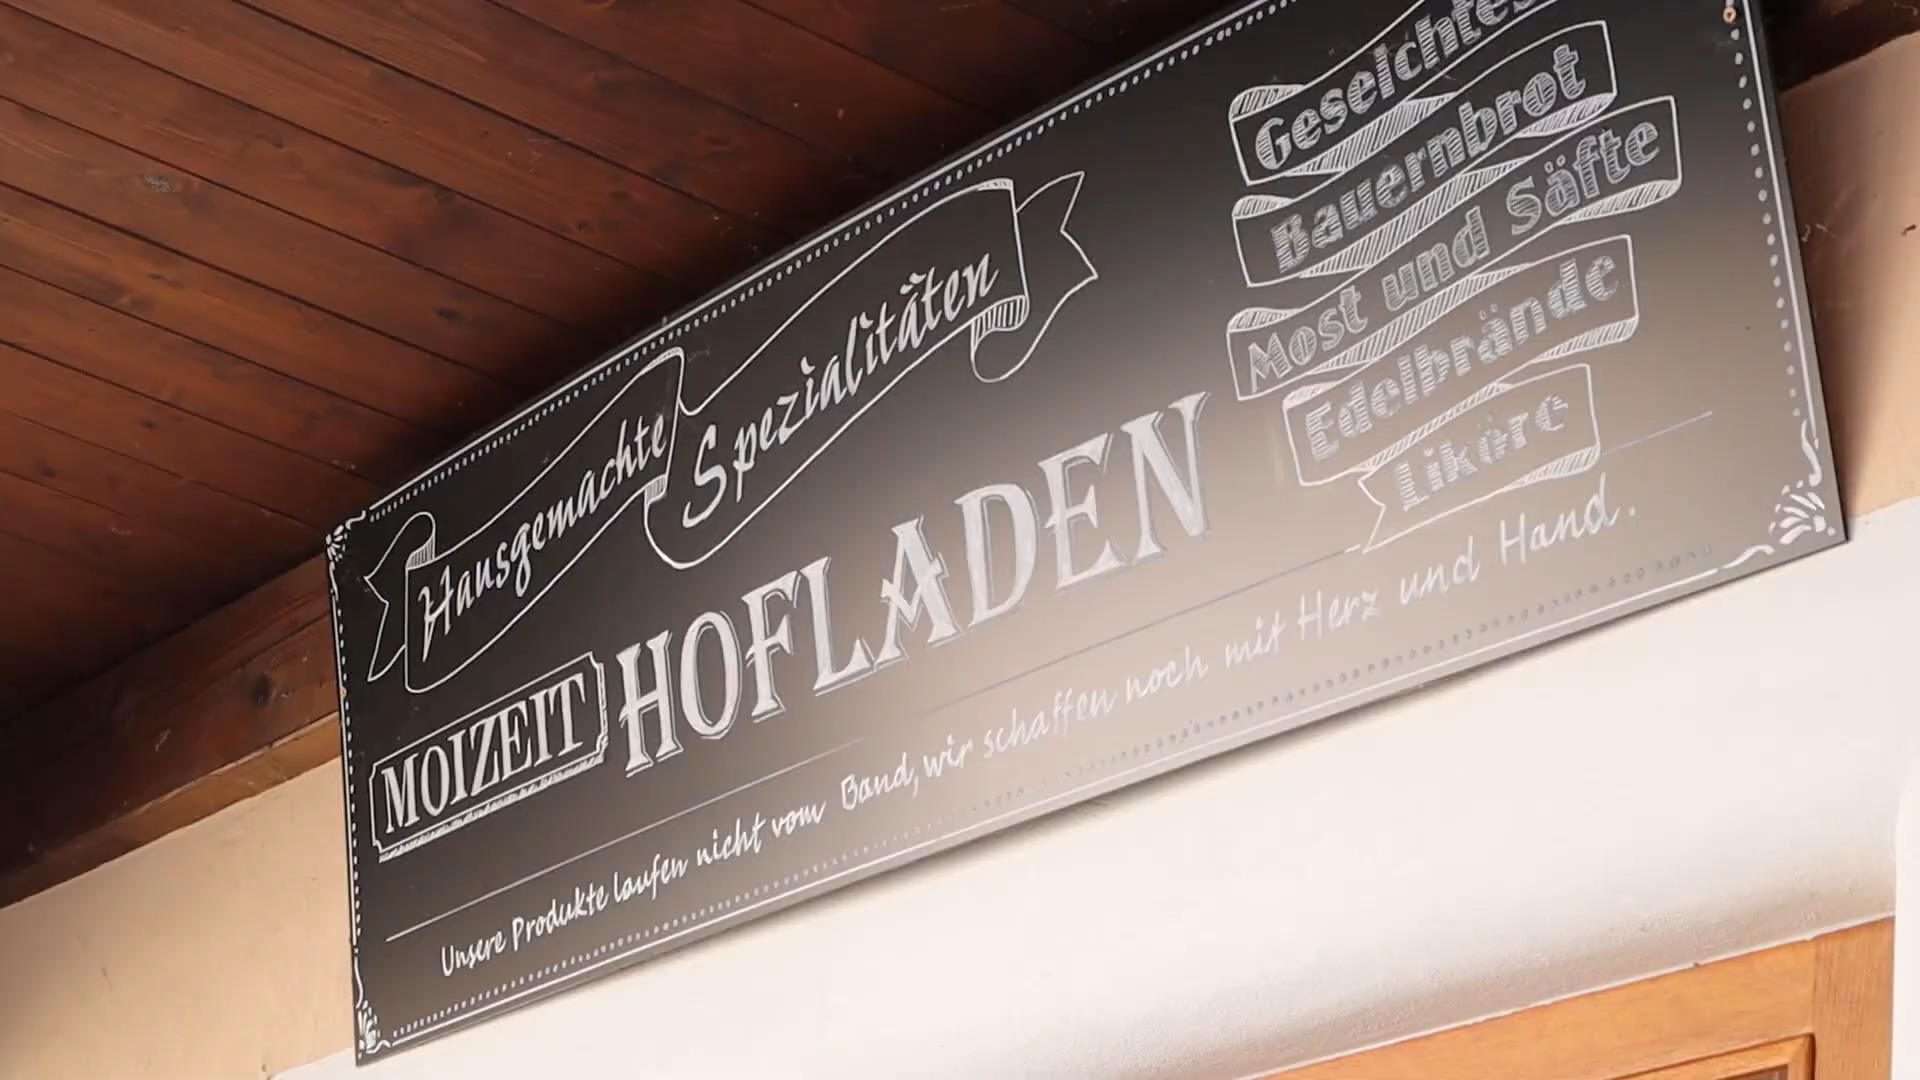 Hausgemachte
Spezialitäten
MOIZEIT HOFLADEN
Geselchtes
Bauernbrot
Most und Säfte
Edelbrände
Liköre
Unsere Produkte laufen nicht vom Band, wir schaffen noch mit Herz und Hand.